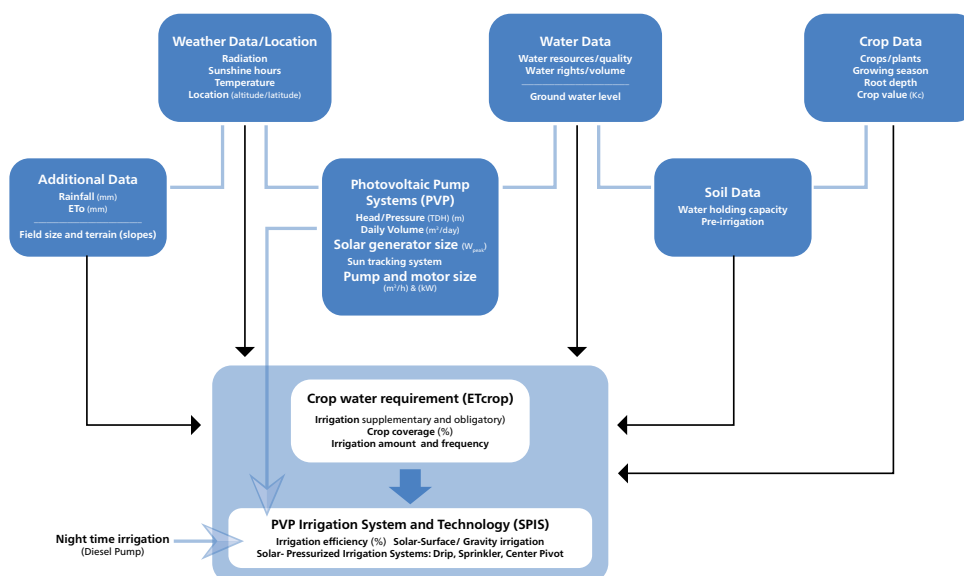 Weather Data/Location
Radiation
Sunshine hours
Temperature
Location (altitude/latitude)
Water Data
Water resources/quality
Water rights/volume
Ground water level
Crop Data
Crops/plants
Growing season
Root depth
Crop value (Kc)
Additional Data
Rainfall (mm)
ETo (mm)
Field size and terrain (slopes)
Photovoltaic Pump
Systems (PVP)
Head/Pressure (TDH) (m)
Daily Volume (m³/day)
Solar generator size (Wpeak)
Sun tracking system
Pump and motor size
(m³/h) & (kW)
Soil Data
Water holding capacity
Pre-irrigation
Crop water requirement (ETcrop)
Irrigation supplementary and obligatory)
Crop coverage (%)
Irrigation amount and frequency
PVP Irrigation System and Technology (SPIS)
Irrigation efficiency (%) Solar-Surface/ Gravity irrigation
Solar- Pressurized Irrigation Systems: Drip, Sprinkler, Center Pivot
Night time irrigation
(Diesel Pump)